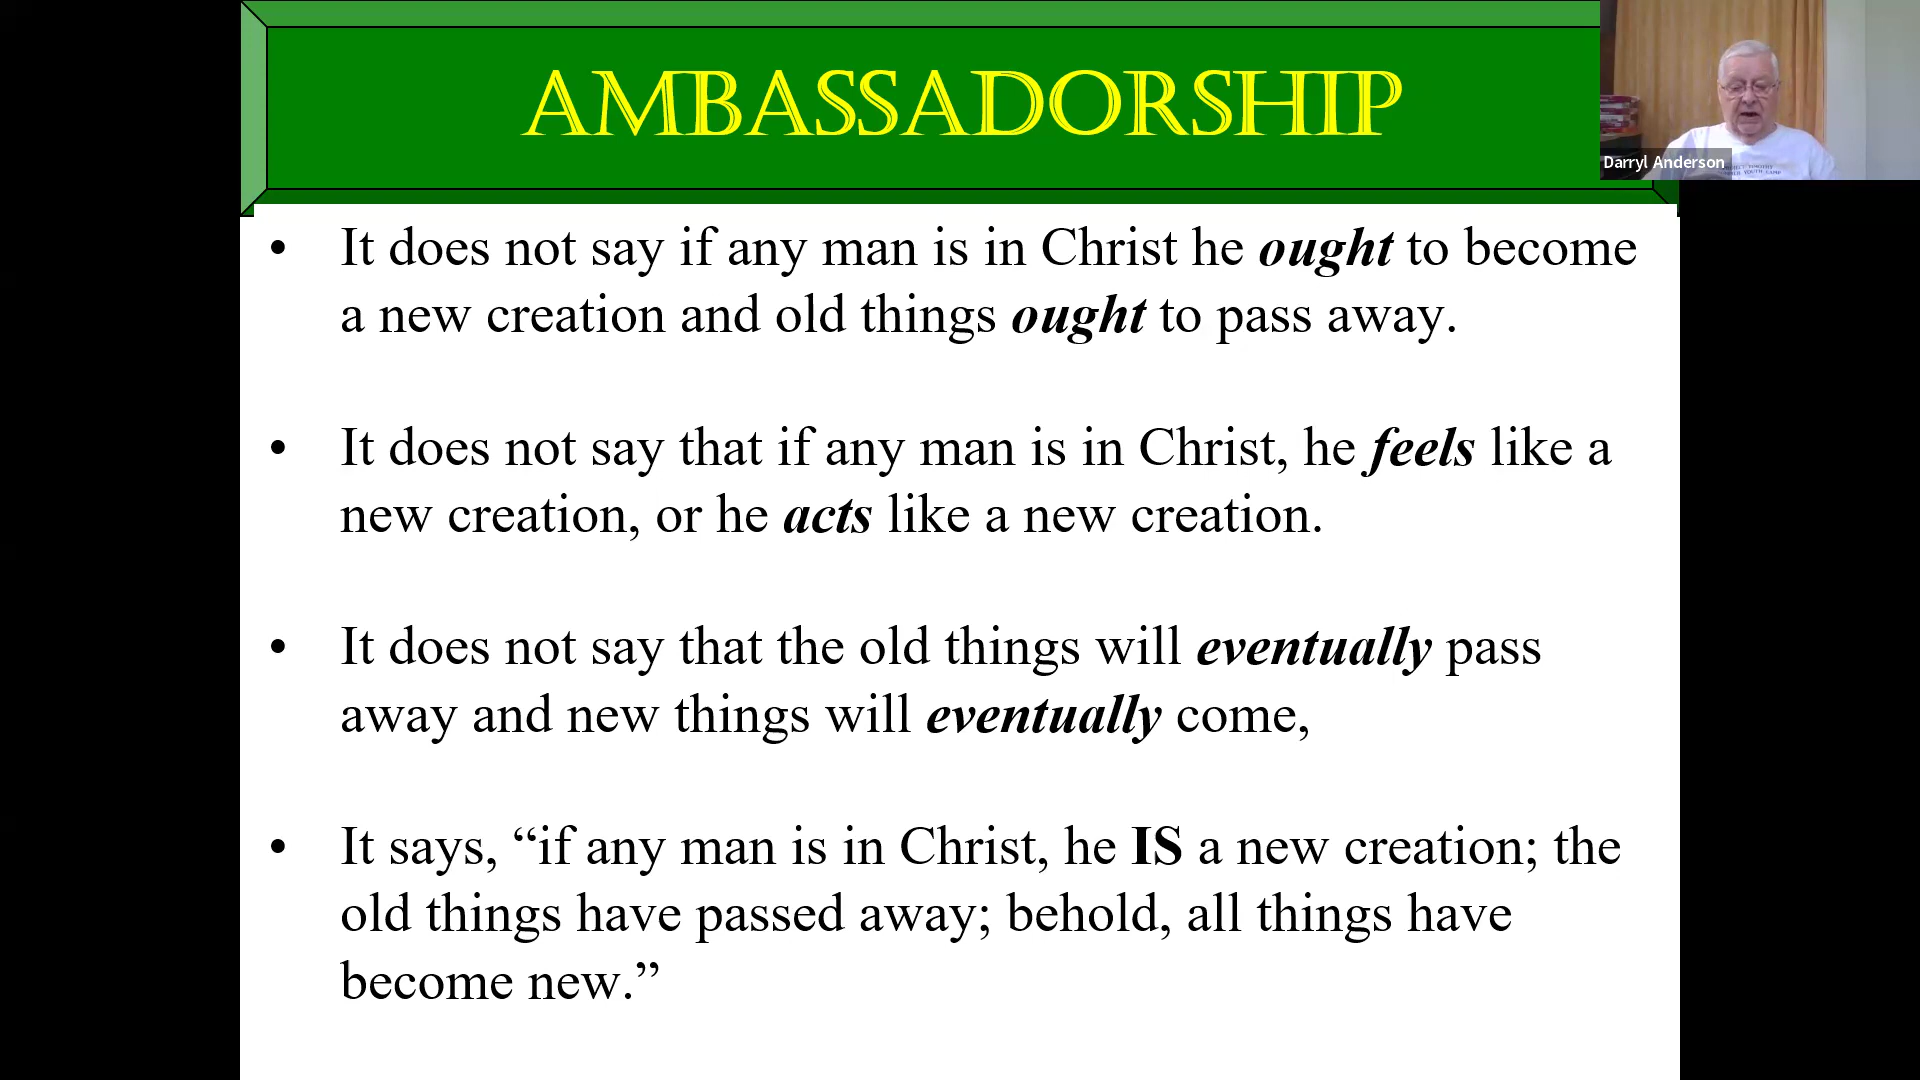 AMBASSADORSHIP
Darryl Anderson
• It does not say if any man is in Christ he ought to become
a new creation and old things ought to pass away.
• It does not say that if any man is in Christ, he feels like a
new creation, or he acts like a new creation.
• It does not say that the old things will eventually pass
away and new things will eventually come,
• It says, “if any man is in Christ, he IS a new creation; the
old things have passed away; behold, all things have
become new.”